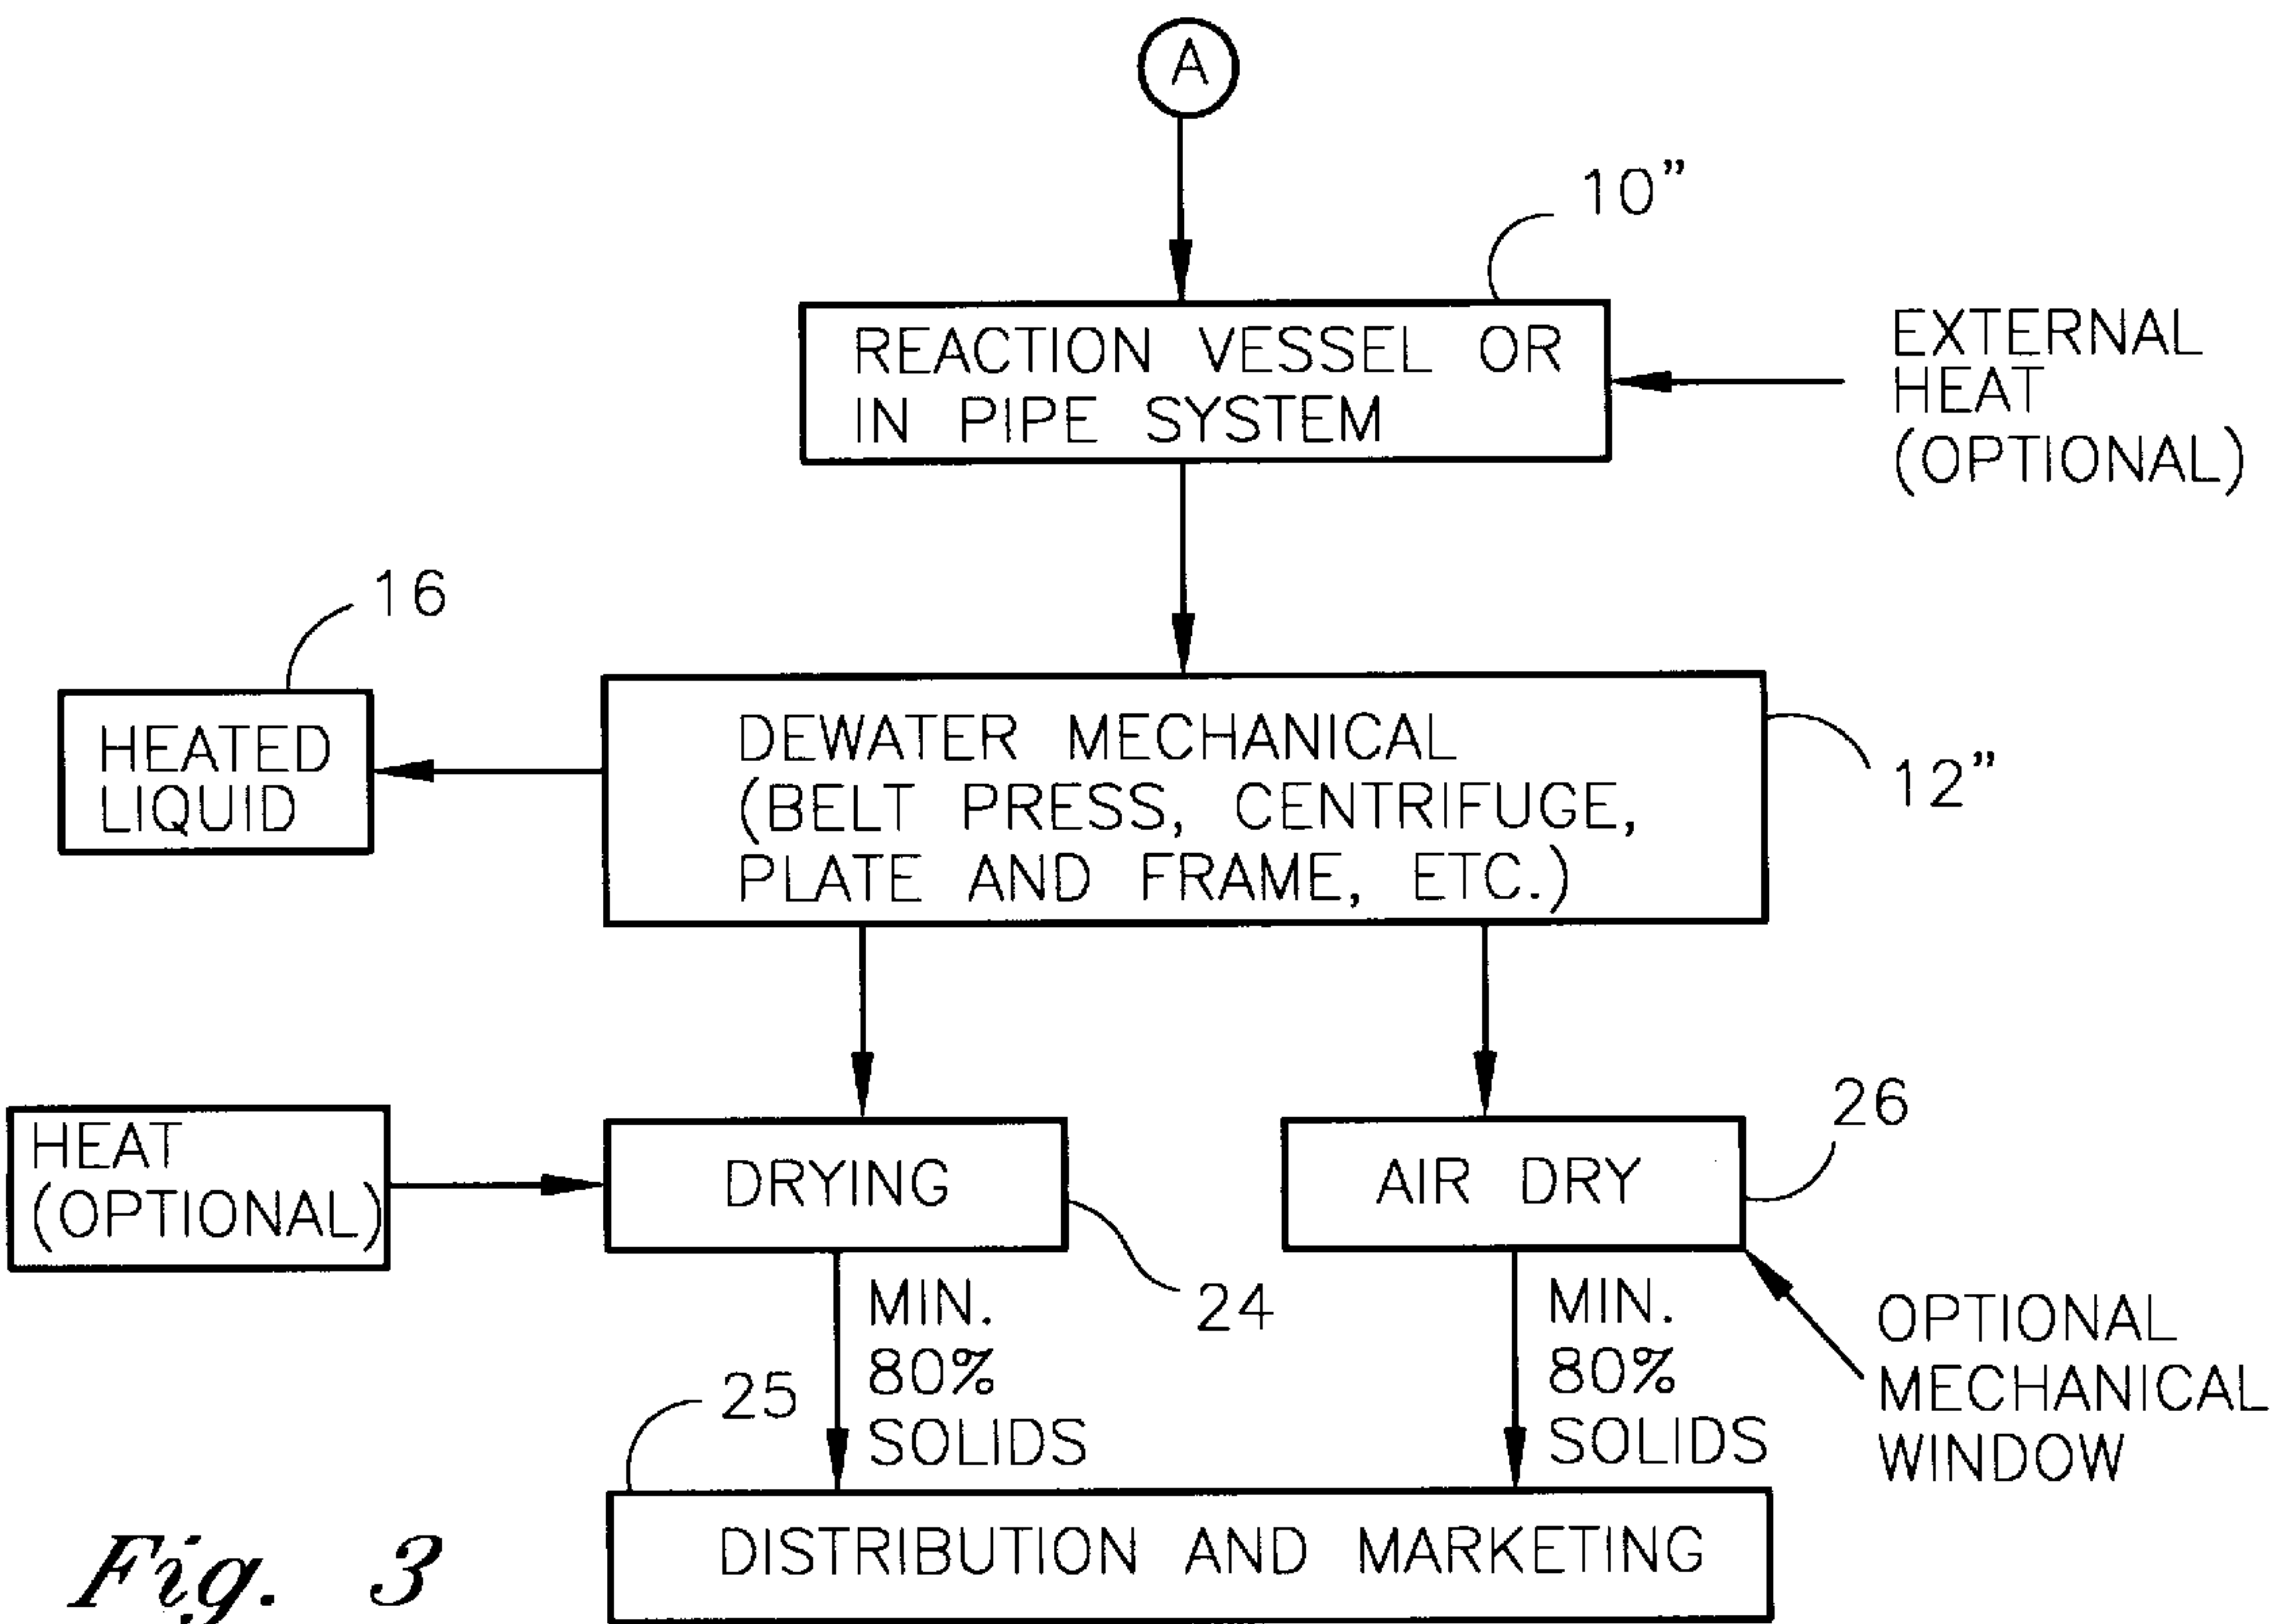 A
10”
REACTION VESSEL OR
IN PIPE SYSTEM
EXTERNAL
HEAT
(OPTIONAL)
16
HEATED
LIQUID
DEWATER MECHANICAL
(BELT PRESS, CENTRIFUGE,
PLATE AND FRAME, ETC.)
12”
HEAT
(OPTIONAL)
DRYING
24
AIR DRY
26
MIN.
80%
SOLIDS
MIN.
80%
SOLIDS
OPTIONAL
MECHANICAL
WINDOW
25
DISTRIBUTION AND MARKETING
Fig. 3